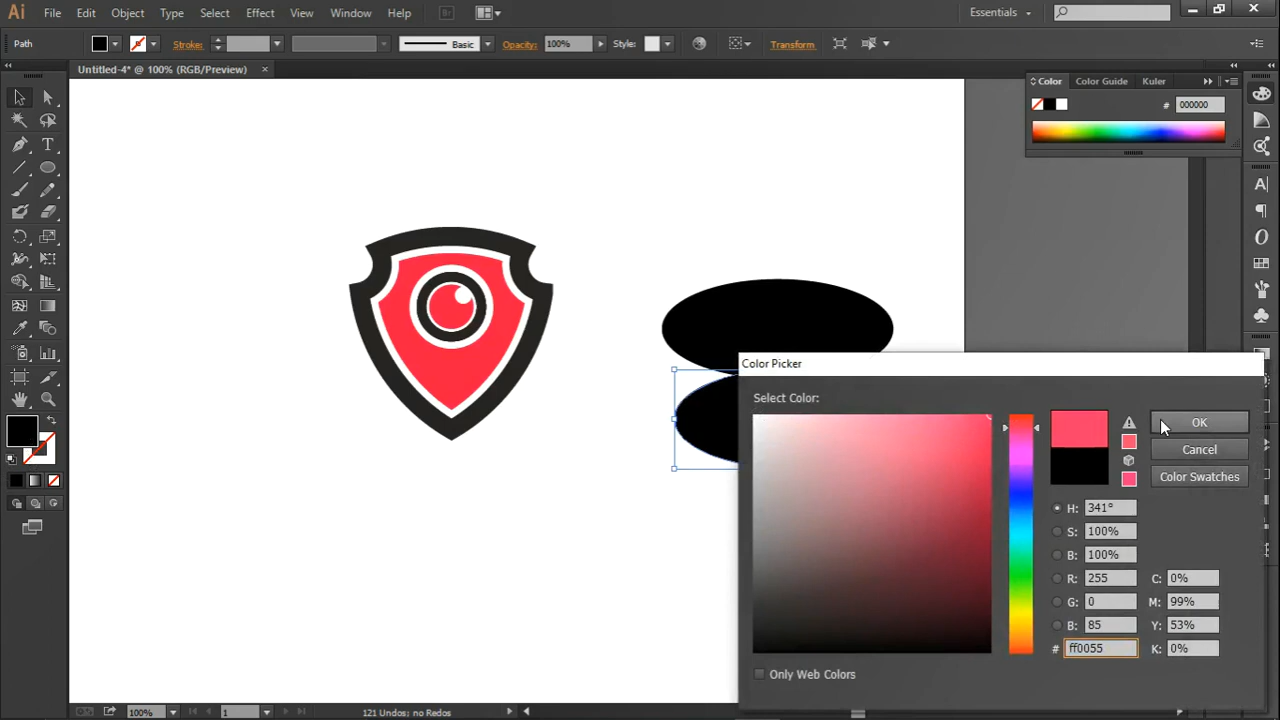 Ai File Edit Object Type Select Effect View Window Help Br Essentials
Path Stroke: Basic Opacity: 100% Style: Transform
Untitled-4* @ 100% (RGB/Preview) ×
Color Color Guide Kuler
# 000000
Color Picker
Select Color:
OK
Cancel
Color Swatches
H: 341°
S: 100%
B: 100%
R: 255 C: 0%
G: 0 M: 99%
B: 85 Y: 53%
# ff0055 K: 0%
Only Web Colors
100% 1 121 Undos: no Redos